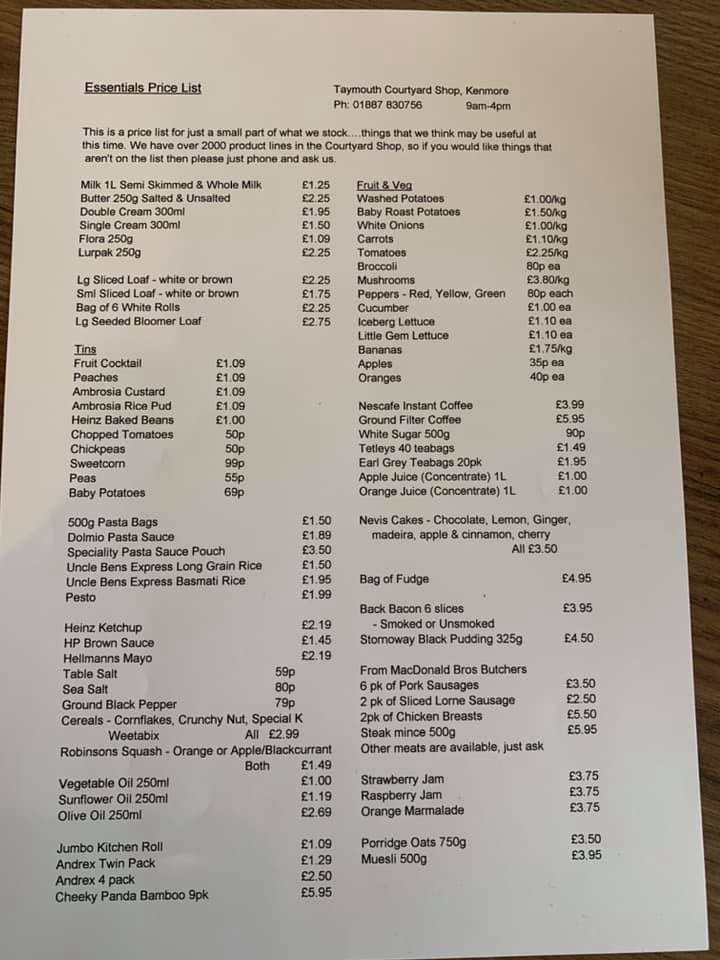 Essentials Price List
Taymouth Courtyard Shop, Kenmore
Ph: 01887 830756 9am-4pm
This is a price list for just a small part of what we stock....things that we think may be useful at
this time. We have over 2000 product lines in the Courtyard Shop, so if you would like things that
aren't on the list then please just phone and ask us.
Milk 1L Semi Skimmed & Whole Milk £1.25
Butter 250g Salted & Unsalted £2.25
Double Cream 300ml £1.95
Single Cream 300ml £1.50
Flora 250g £1.09
Lurpak 250g £2.25
Lg Sliced Loaf - white or brown £2.25
Sml Sliced Loaf - white or brown £1.75
Bag of 6 White Rolls £2.25
Lg Seeded Bloomer Loaf £2.75
Tins
Fruit Cocktail £1.09
Peaches £1.09
Ambrosia Custard £1.09
Ambrosia Rice Pud £1.09
Heinz Baked Beans £1.00
Chopped Tomatoes 50p
Chickpeas 50p
Sweetcorn 99p
Peas 55p
Baby Potatoes 69p
500g Pasta Bags £1.50
Dolmio Pasta Sauce £1.89
Speciality Pasta Sauce Pouch £3.50
Uncle Bens Express Long Grain Rice £1.50
Uncle Bens Express Basmati Rice £1.95
Pesto £1.99
Heinz Ketchup £2.19
HP Brown Sauce £1.45
Hellmanns Mayo £2.19
Table Salt 59p
Sea Salt 80p
Ground Black Pepper 79p
Cereals - Cornflakes, Crunchy Nut, Special K
Weetabix All £2.99
Robinsons Squash - Orange or Apple/Blackcurrant
Both £1.49
Vegetable Oil 250ml £1.00
Sunflower Oil 250ml £1.19
Olive Oil 250ml £2.69
Jumbo Kitchen Roll £1.09
Andrex Twin Pack £1.29
Andrex 4 pack £2.50
Cheeky Panda Bamboo 9pk £5.95
Fruit & Veg
Washed Potatoes £1.00/kg
Baby Roast Potatoes £1.50/kg
White Onions £1.00/kg
Carrots £1.10/kg
Tomatoes £2.25/kg
Broccoli 80p ea
Mushrooms £3.80/kg
Peppers - Red, Yellow, Green 80p each
Cucumber £1.00 ea
Iceberg Lettuce £1.10 ea
Little Gem Lettuce £1.10 ea
Bananas £1.75/kg
Apples 35p ea
Oranges 40p ea
Nescafe Instant Coffee £3.99
Ground Filter Coffee £5.95
White Sugar 500g 90p
Tetleys 40 teabags £1.49
Earl Grey Teabags 20pk £1.95
Apple Juice (Concentrate) 1L £1.00
Orange Juice (Concentrate) 1L £1.00
Nevis Cakes - Chocolate, Lemon, Ginger,
madeira, apple & cinnamon, cherry
All £3.50
Bag of Fudge £4.95
Back Bacon 6 slices £3.95
- Smoked or Unsmoked
Stornoway Black Pudding 325g £4.50
From MacDonald Bros Butchers
6 pk of Pork Sausages £3.50
2 pk of Sliced Lorne Sausage £2.50
2pk of Chicken Breasts £5.50
Steak mince 500g £5.95
Other meats are available, just ask
Strawberry Jam £3.75
Raspberry Jam £3.75
Orange Marmalade £3.75
Porridge Oats 750g £3.50
Muesli 500g £3.95